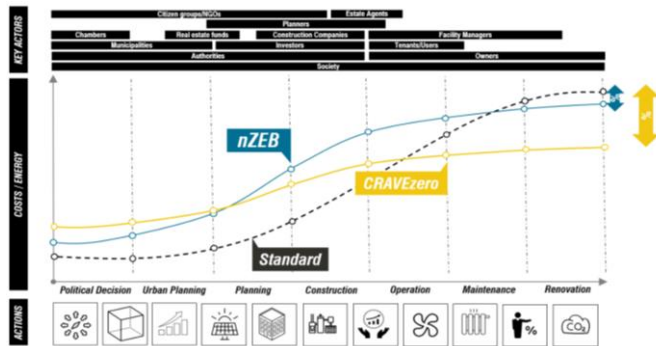 KEY ACTORS
Citizen groups/NGOs
Estate Agents
Planners
Chambers
Real estate funds
Construction Companies
Facility Managers
Municipalities
Investors
Tenants/Users
Authorities
Owners
Society
COSTS / ENERGY
nZEB
CRAVEzero
Standard
Political Decision
Urban Planning
Planning
Construction
Operation
Maintenance
Renovation
ACTIONS
%
CO₂